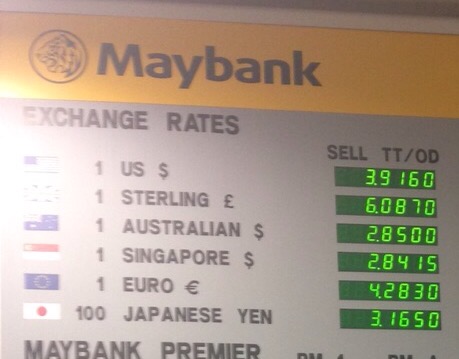 Maybank
EXCHANGE RATES
SELL TT/OD
1 US $ 3.9160
1 STERLING £ 6.0870
1 AUSTRALIAN $ 2.8500
1 SINGAPORE $ 2.8415
1 EURO € 4.2830
100 JAPANESE YEN 3.1650
MAYBANK PREMIER